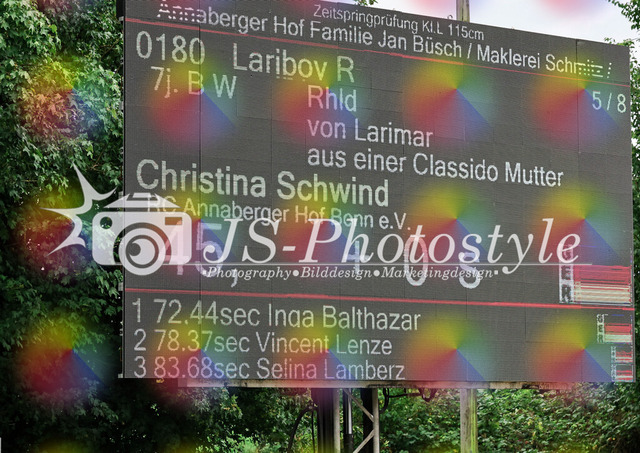 Zeitspringprüfung Kl.L 115cm
Annaberger Hof Familie Jan Büsch / Maklerei
0180 Laribov R
7j. B W
5 / 8
Rhld
von Larimar
aus einer Classido Mutter
Christina Schwind
Annaberger Hof Bonn e.V.
JS-Photostyle
Photography•Bilddesign•Marketingdesign
1 72.44sec Inga Balthazar
2 78.37sec Vincent Lenze
3 83.68sec Selina Lamberz